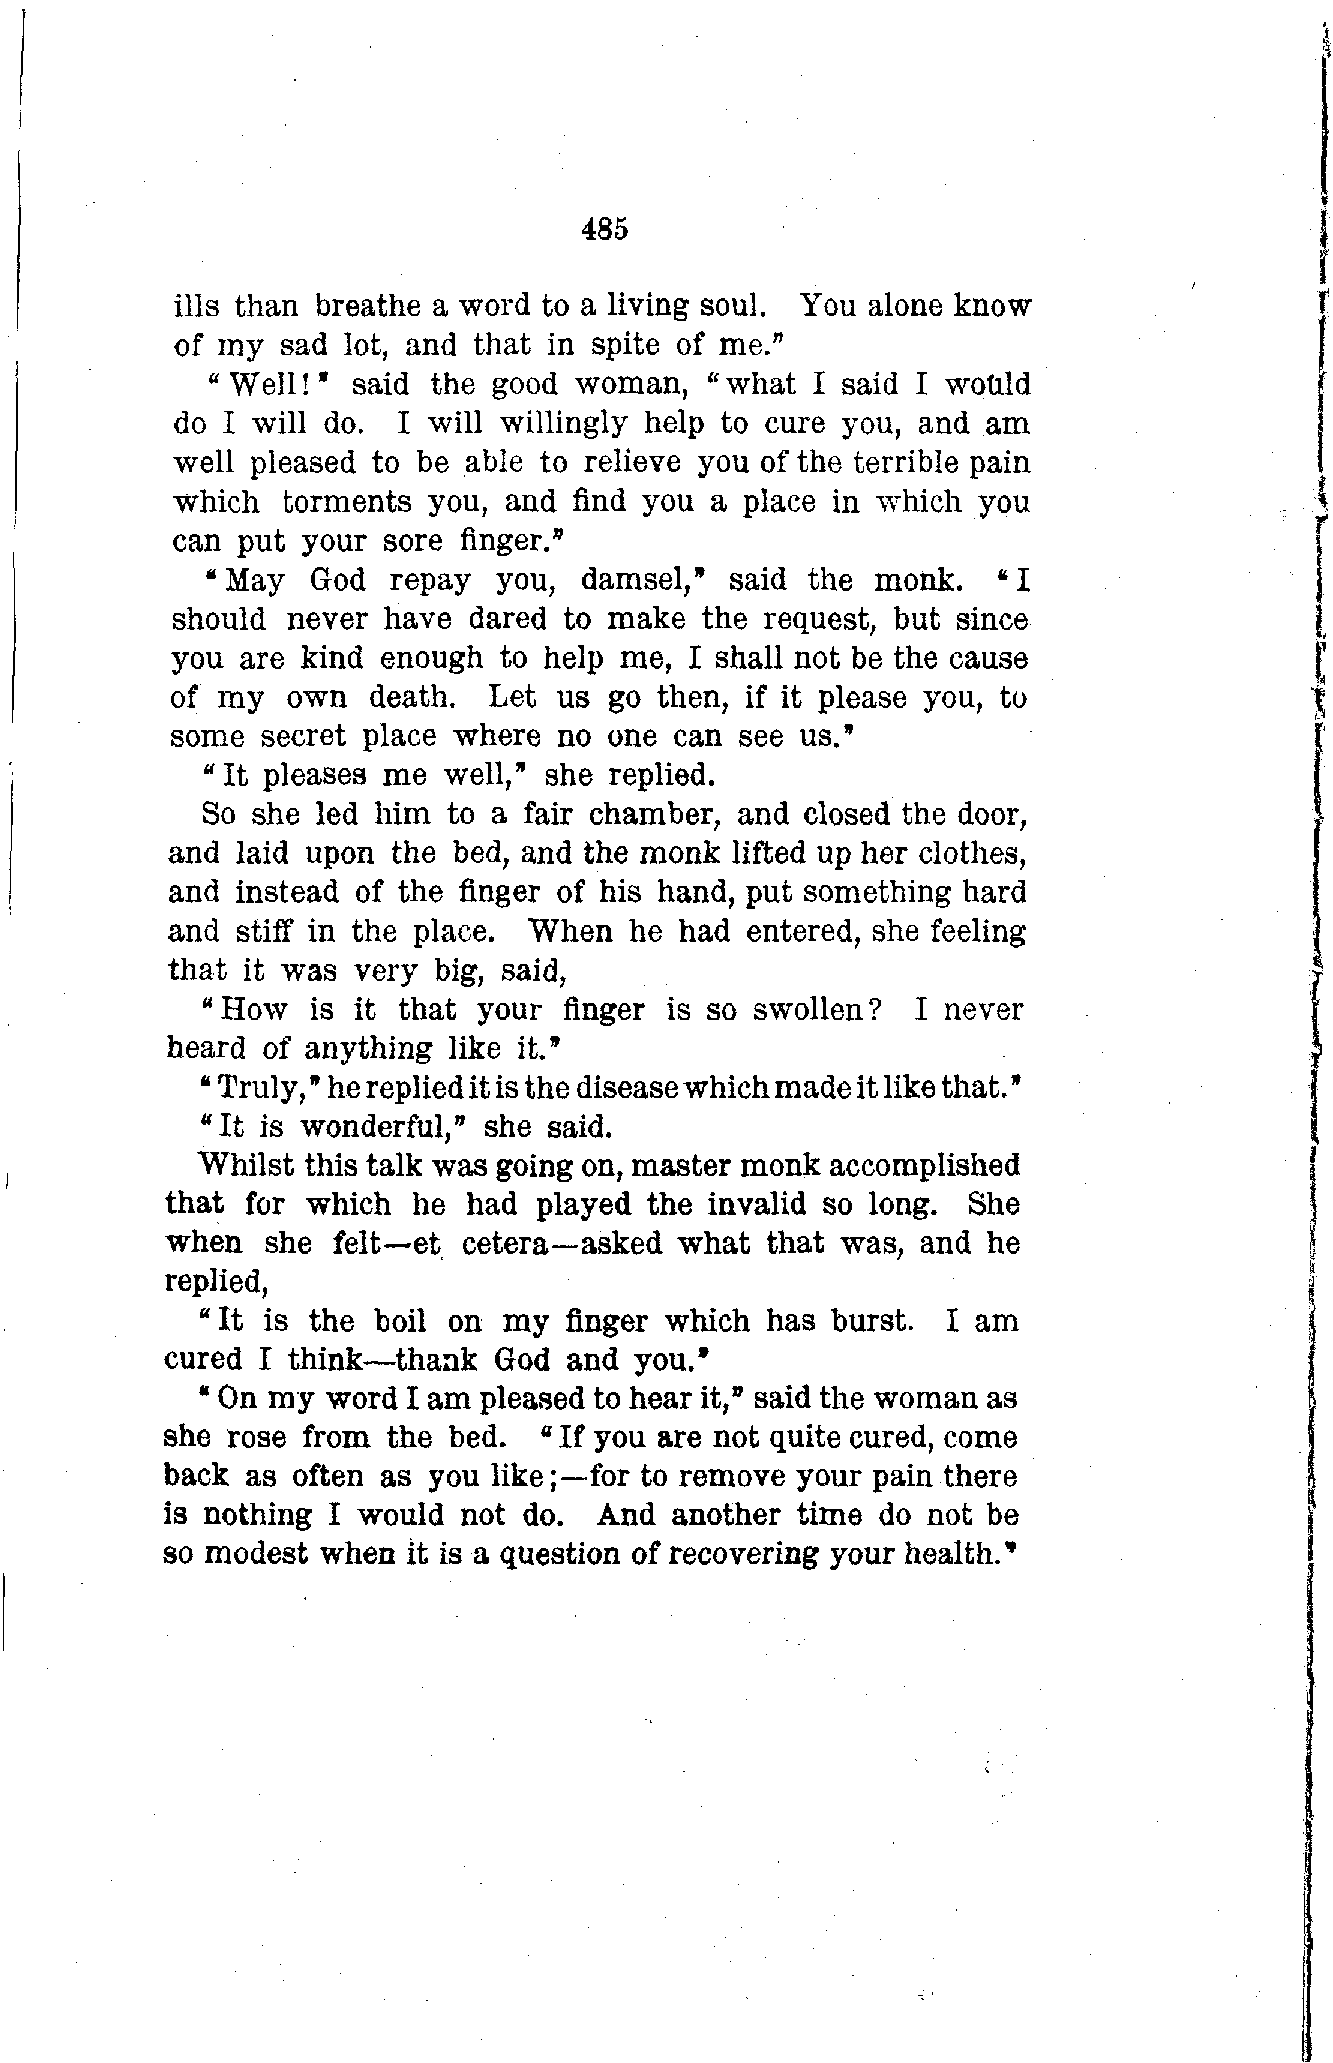 485
ills than breathe a word to a living soul. You alone know
of my sad lot, and that in spite of me."
"Well!" said the good woman, "what I said I would
do I will do. I will willingly help to cure you, and am
well pleased to be able to relieve you of the terrible pain
which torments you, and find you a place in which you
can put your sore finger."
"May God repay you, damsel," said the monk. "I
should never have dared to make the request, but since
you are kind enough to help me, I shall not be the cause
of my own death. Let us go then, if it please you, to
some secret place where no one can see us."
"It pleases me well," she replied.
So she led him to a fair chamber, and closed the door,
and laid upon the bed, and the monk lifted up her clothes,
and instead of the finger of his hand, put something hard
and stiff in the place. When he had entered, she feeling
that it was very big, said,
"How is it that your finger is so swollen? I never
heard of anything like it."
"Truly," he replied it is the disease which made it like that."
"It is wonderful," she said.
Whilst this talk was going on, master monk accomplished
that for which he had played the invalid so long. She
when she felt—et cetera—asked what that was, and he
replied,
"It is the boil on my finger which has burst. I am
cured I think—thank God and you."
"On my word I am pleased to hear it," said the woman as
she rose from the bed. "If you are not quite cured, come
back as often as you like;—for to remove your pain there
is nothing I would not do. And another time do not be
so modest when it is a question of recovering your health."